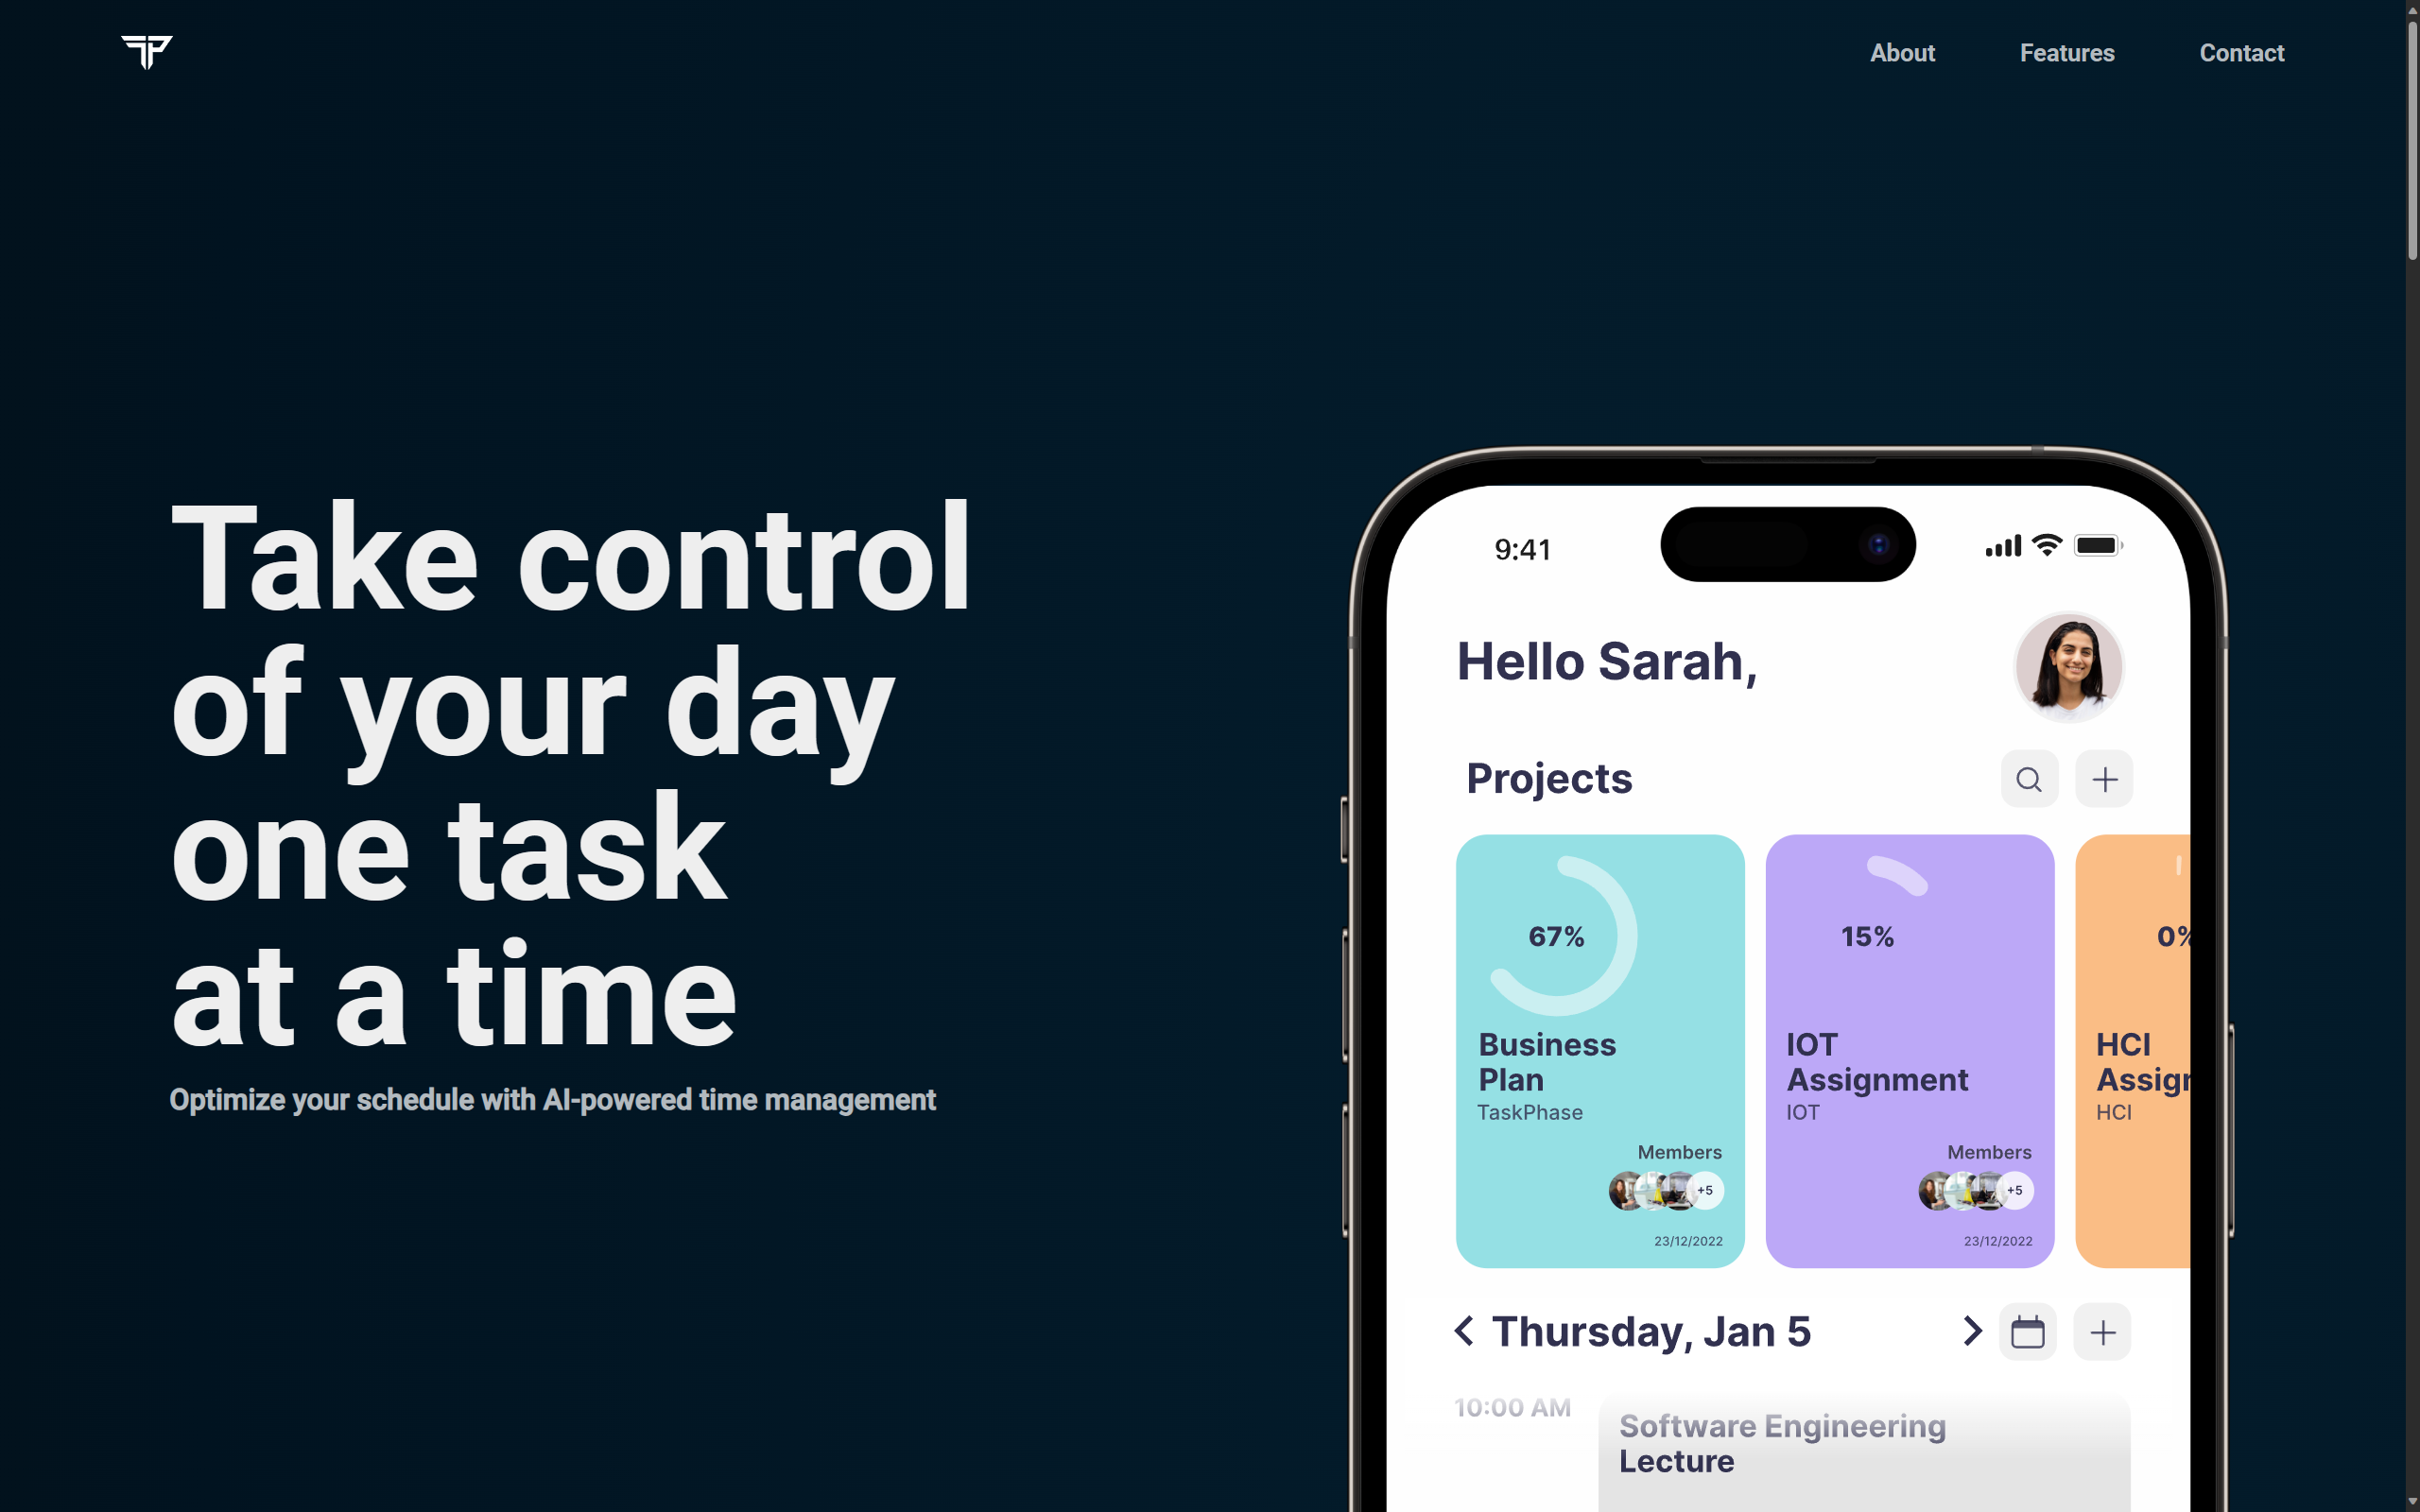 TP
About
Features
Contact
Take control
of your day
one task
at a time
Optimize your schedule with AI-powered time management
9:41
Hello Sarah,
Projects
67%
Business
Plan
TaskPhase
Members
+5
23/12/2022
15%
IOT
Assignment
IOT
Members
+5
23/12/2022
0%
HCI
Assign
HCI
Thursday, Jan 5
10:00 AM
Software Engineering
Lecture